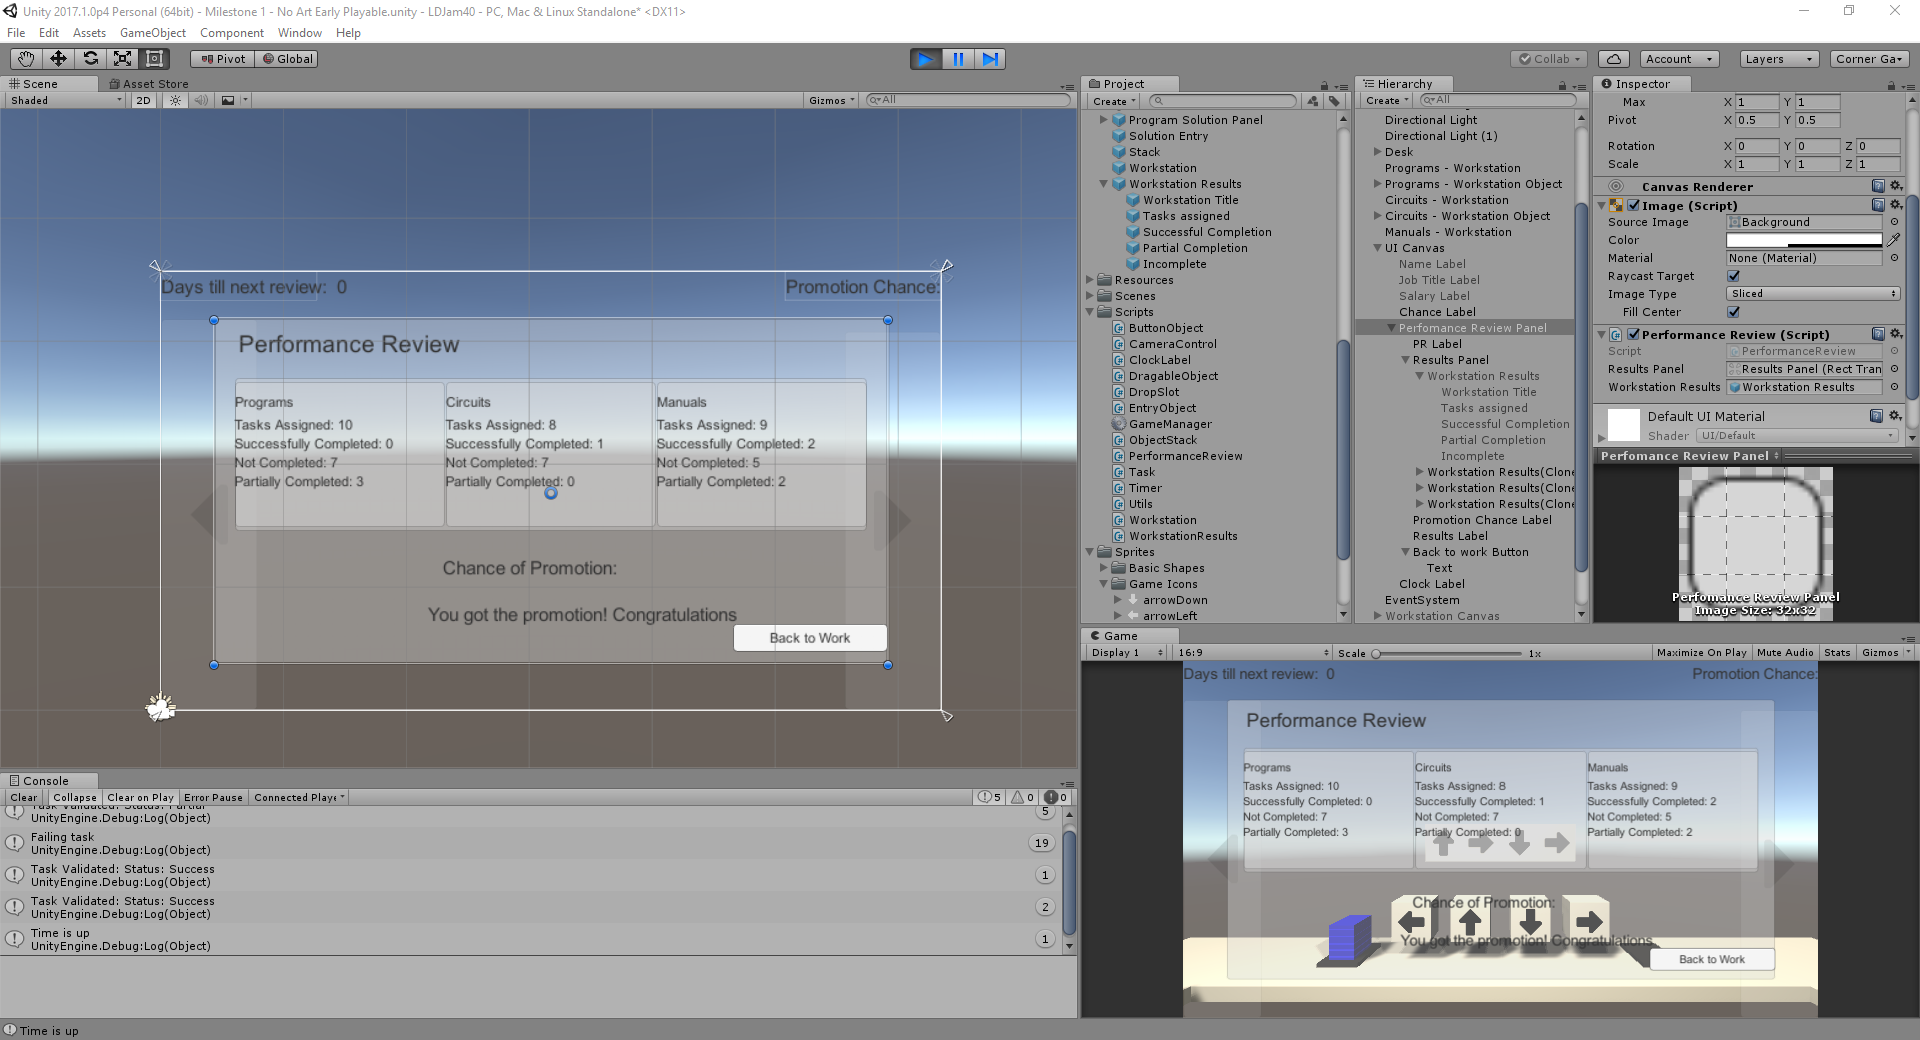 Unity 2017.1.0p4 Personal (64bit) - Milestone 1 - No Art Early Playable.unity - LDJam40 - PC, Mac & Linux Standalone* <DX11>
File Edit Assets GameObject Component Window Help
Pivot Global
Collab Account Layers Corner Ga
Scene Asset Store
Shaded 2D Gizmos All
Days till next review: 0
Promotion Chance:
Performance Review
Programs
Tasks Assigned: 10
Successfully Completed: 0
Not Completed: 7
Partially Completed: 3
Circuits
Tasks Assigned: 8
Successfully Completed: 1
Not Completed: 7
Partially Completed: 0
Manuals
Tasks Assigned: 9
Successfully Completed: 2
Not Completed: 5
Partially Completed: 2
Chance of Promotion:
You got the promotion! Congratulations
Back to Work
Console
Clear Collapse Clear on Play Error Pause Connected Playe
5 0 0
Task Validated: Status: Partial
UnityEngine.Debug:Log(Object)
5
Failing task
UnityEngine.Debug:Log(Object)
19
Task Validated: Status: Success
UnityEngine.Debug:Log(Object)
1
Task Validated: Status: Success
UnityEngine.Debug:Log(Object)
2
Time is up
UnityEngine.Debug:Log(Object)
1
Time is up
Project
Create
Program Solution Panel
Solution Entry
Stack
Workstation
Workstation Results
Workstation Title
Tasks assigned
Successful Completion
Partial Completion
Incomplete
Resources
Scenes
Scripts
ButtonObject
CameraControl
ClockLabel
DragableObject
DropSlot
EntryObject
GameManager
ObjectStack
PerformanceReview
Task
Timer
Utils
Workstation
WorkstationResults
Sprites
Basic Shapes
Game Icons
arrowDown
arrowLeft
Hierarchy
Create All
Directional Light
Directional Light (1)
Desk
Programs - Workstation
Programs - Workstation Object
Circuits - Workstation
Circuits - Workstation Object
Manuals - Workstation
UI Canvas
Name Label
Job Title Label
Salary Label
Chance Label
Perfomance Review Panel
PR Label
Results Panel
Workstation Results
Workstation Title
Tasks assigned
Successful Completion
Partial Completion
Incomplete
Workstation Results(Clone
Workstation Results(Clone
Workstation Results(Clone
Promotion Chance Label
Results Label
Back to work Button
Text
Clock Label
EventSystem
Workstation Canvas
Inspector
Max X 1 Y 1
Pivot X 0.5 Y 0.5
Rotation X 0 Y 0 Z 0
Scale X 1 Y 1 Z 1
Canvas Renderer
Image (Script)
Source Image Background
Color
Material None (Material)
Raycast Target
Image Type Sliced
Fill Center
Performance Review (Script)
Script PerformanceReview
Results Panel Results Panel (Rect Tran
Workstation Results Workstation Results
Default UI Material
Shader UI/Default
Perfomance Review Panel
Perfomance Review Panel
Image Size: 32x32
Game
Display 1 16:9 Scale 1x Maximize On Play Mute Audio Stats Gizmos
Days till next review: 0
Promotion Chance:
Performance Review
Programs
Tasks Assigned: 10
Successfully Completed: 0
Not Completed: 7
Partially Completed: 3
Circuits
Tasks Assigned: 8
Successfully Completed: 1
Not Completed: 7
Partially Completed: 0
Manuals
Tasks Assigned: 9
Successfully Completed: 2
Not Completed: 5
Partially Completed: 2
Chance of Promotion:
You got the promotion! Congratulations
Back to Work